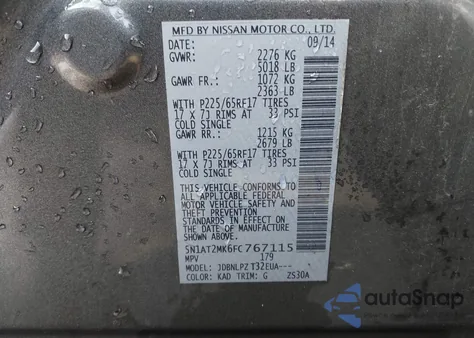 MFD BY NISSAN MOTOR CO., LTD.
DATE: 09/14
GVWR: 2276 KG
5018 LB
GAWR FR.: 1072 KG
2363 LB
WITH P225/65RF17 TIRES
17 X 7J RIMS AT 33 PSI
COLD SINGLE
GAWR RR.: 1215 KG
2679 LB
WITH P225/65RF17 TIRES
17 X 7J RIMS AT 33 PSI
COLD SINGLE
THIS VEHICLE CONFORMS TO
ALL APPLICABLE FEDERAL
MOTOR VEHICLE SAFETY AND
THEFT PREVENTION
STANDARDS IN EFFECT ON
THE DATE OF MANUFACTURE
SHOWN ABOVE.
5N1AT2MK6FC767115
MPV 179
MODEL: JDBNLPZ T32EUA---
COLOR: KAD TRIM: G ZS30A
autoSnap